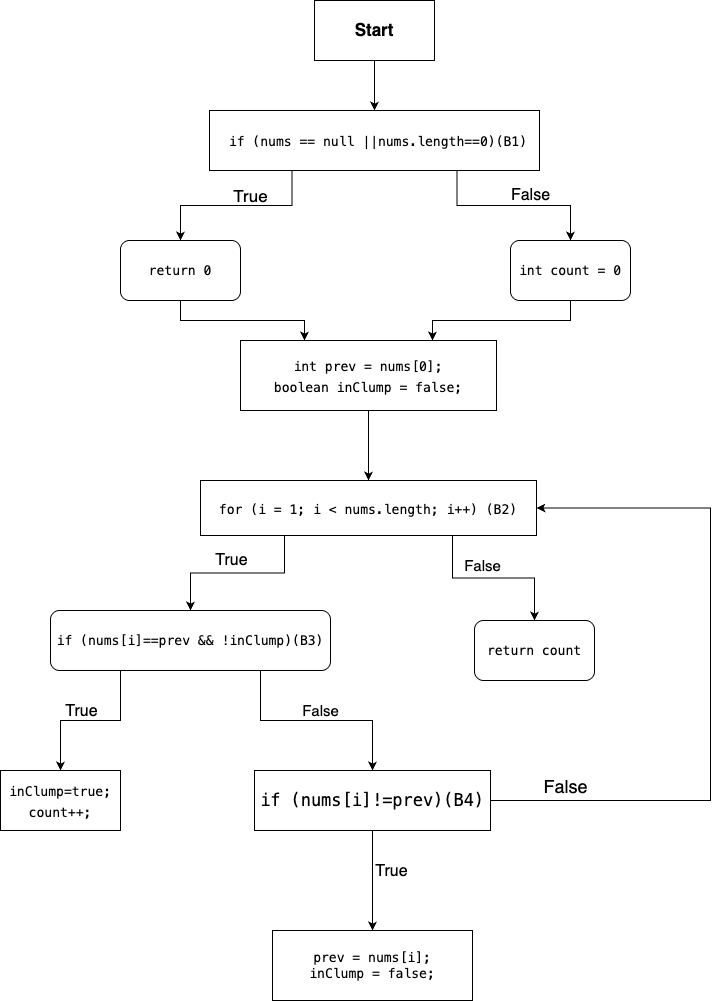 Start
if (nums == null ||nums.length==0)(B1)
True
False
return 0
int count = 0
int prev = nums[0];
boolean inClump = false;
for (i = 1; i < nums.length; i++) (B2)
True
False
if (nums[i]==prev && !inClump)(B3)
return count
True
False
inClump=true;
count++;
if (nums[i]!=prev)(B4)
False
True
prev = nums[i];
inClump = false;